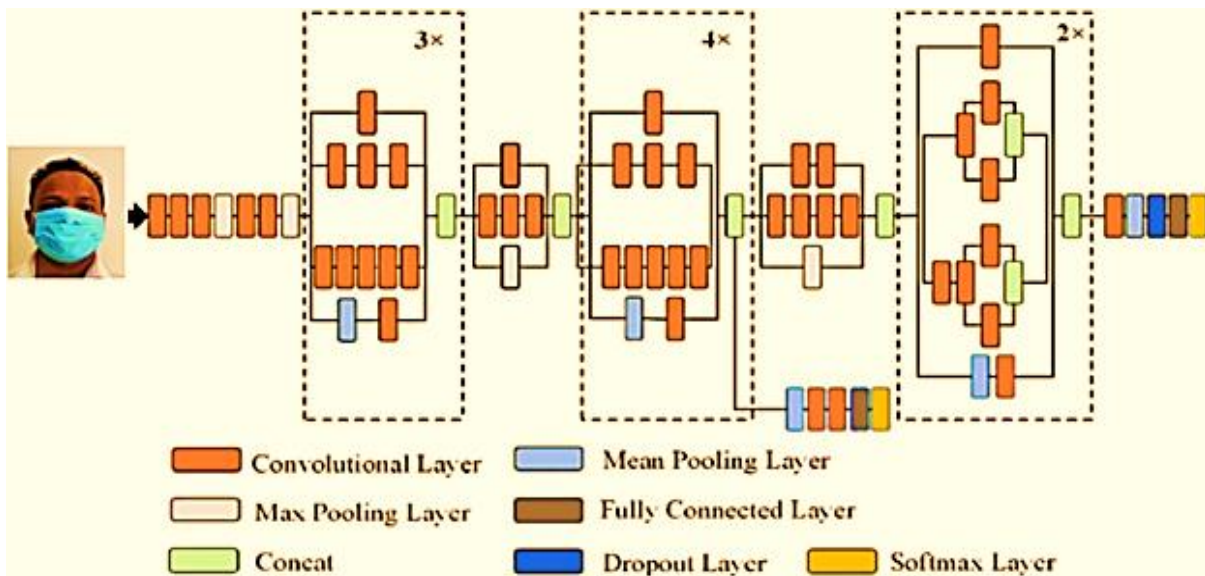 3×
4×
2×
Convolutional Layer
Mean Pooling Layer
Max Pooling Layer
Fully Connected Layer
Concat
Dropout Layer
Softmax Layer